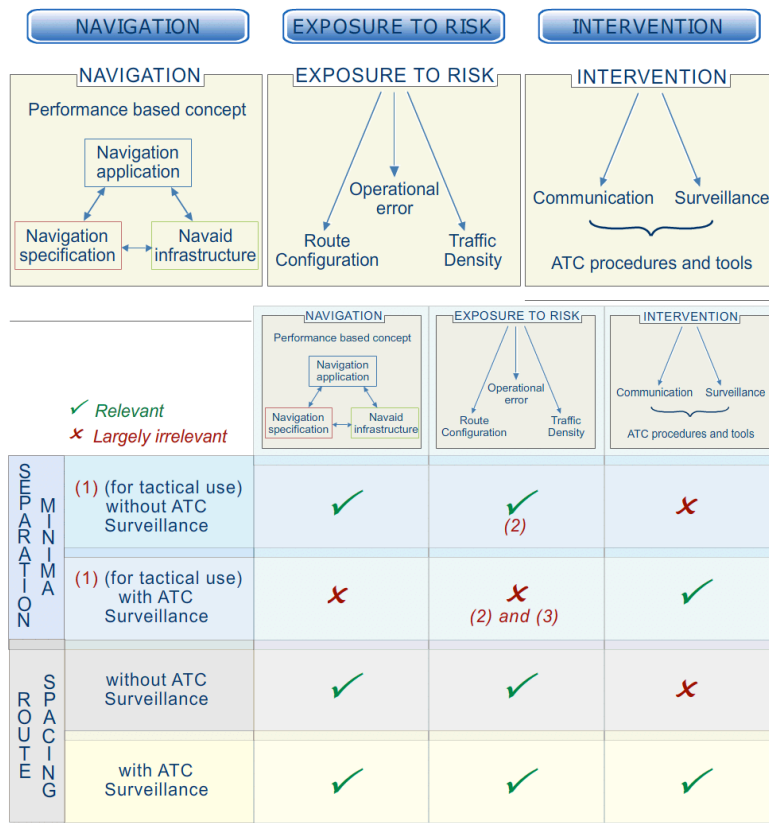 NAVIGATION
EXPOSURE TO RISK
INTERVENTION
NAVIGATION
Performance based concept
Navigation
application
Navigation
specification
Navaid
infrastructure
EXPOSURE TO RISK
Operational
error
Route
Configuration
Traffic
Density
INTERVENTION
Communication
Surveillance
ATC procedures and tools
✓ Relevant
✗ Largely irrelevant
NAVIGATION
Performance based concept
Navigation
application
Navigation
specification
Navaid
infrastructure
EXPOSURE TO RISK
Operational
error
Route
Configuration
Traffic
Density
INTERVENTION
Communication
Surveillance
ATC procedures and tools
SEPARATION
MINIMA
(1) (for tactical use)
without ATC
Surveillance
✓
✓
(2)
✗
(1) (for tactical use)
with ATC
Surveillance
✗
✗
(2) and (3)
✓
ROUTE
SPACING
without ATC
Surveillance
✓
✓
✗
with ATC
Surveillance
✓
✓
✓